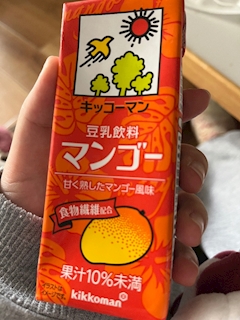 キッコーマン
豆乳飲料
マンゴー
甘く熟したマンゴー風味
食物繊維配合
果汁10%未満
kikkoman